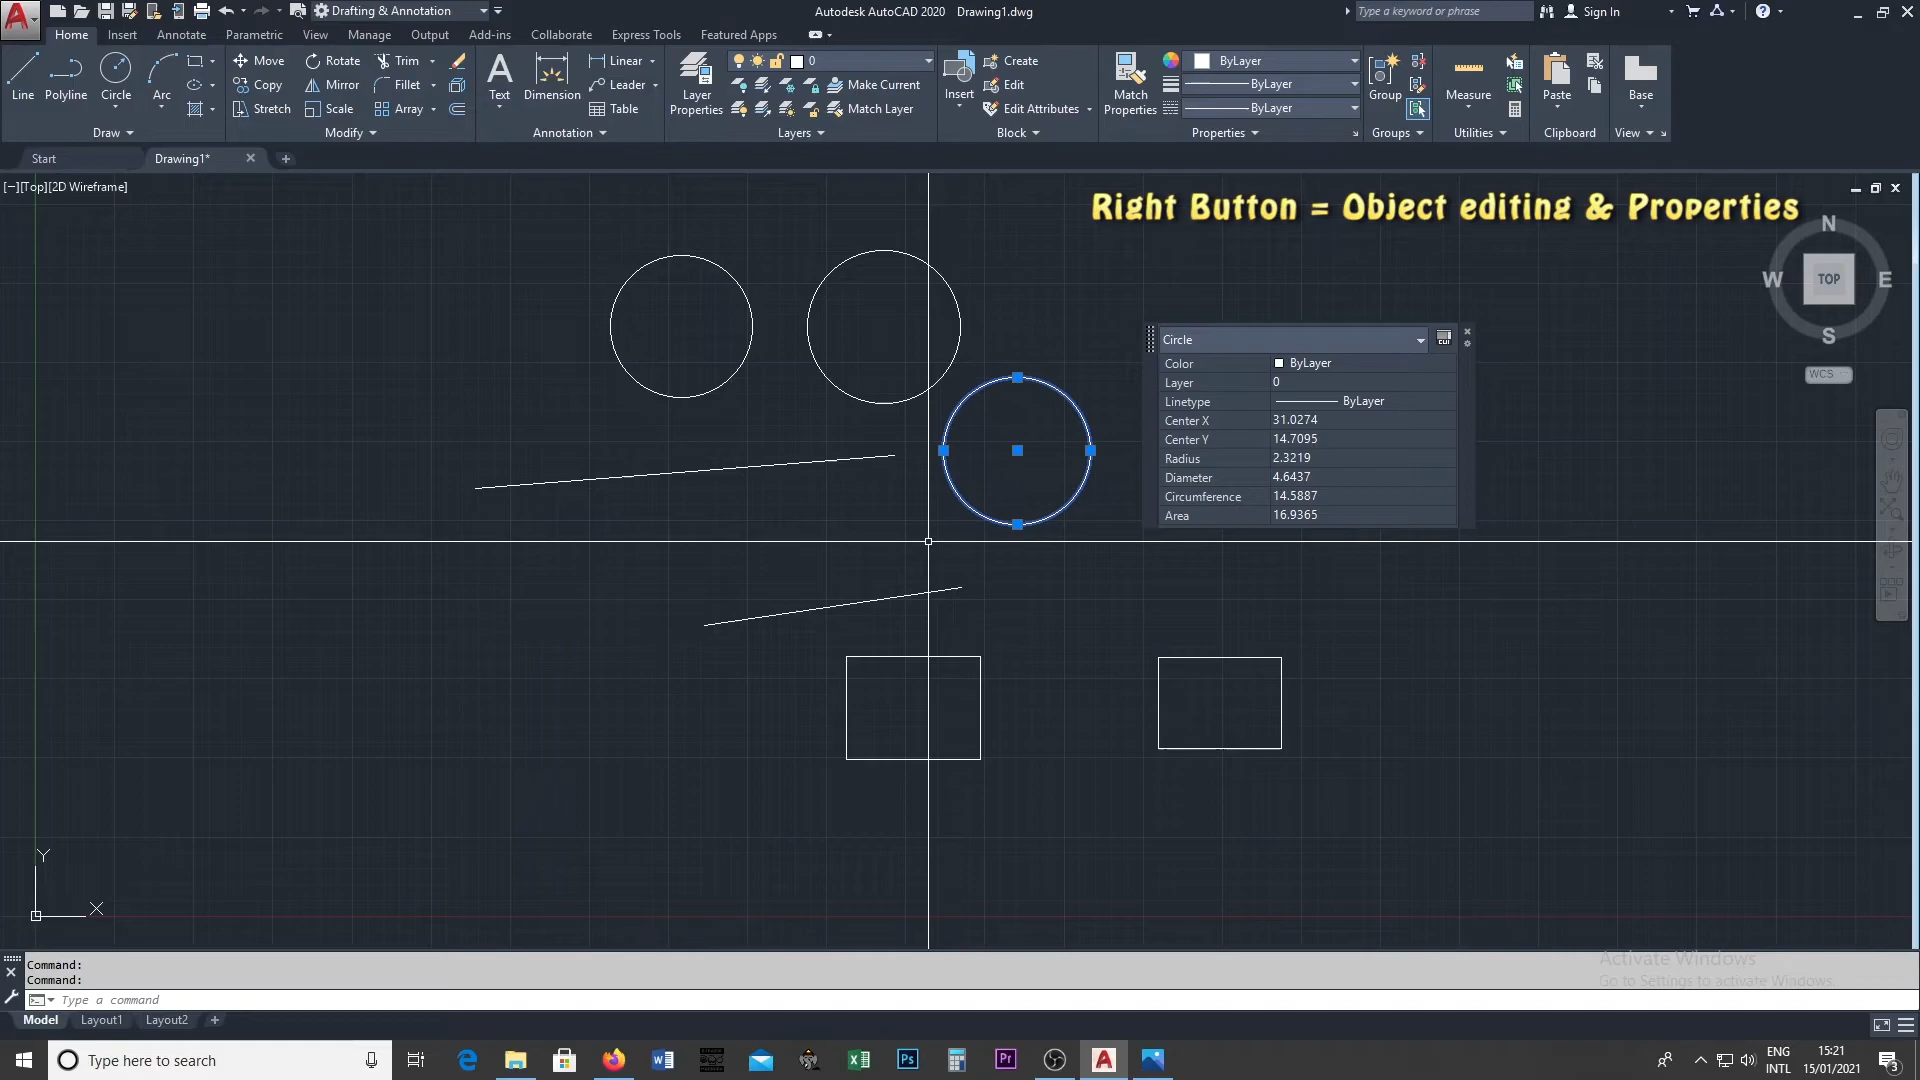 Drafting & Annotation
Autodesk AutoCAD 2020 Drawing1.dwg
Type a keyword or phrase
Sign In
Home Insert Annotate Parametric View Manage Output Add-ins Collaborate Express Tools Featured Apps
Line Polyline Circle Arc
Move Rotate Trim
Copy Mirror Fillet
Stretch Scale Array
Text Dimension
Linear
Leader
Table
Layer Properties
0
Make Current
Match Layer
Insert
Create
Edit
Edit Attributes
Match Properties
ByLayer
ByLayer
ByLayer
Group
Measure
Paste
Base
Draw Modify Annotation Layers Block Properties Groups Utilities Clipboard View
Start Drawing1*
[−][Top][2D Wireframe]
Right Button = Object editing & Properties
N
W TOP E
S
WCS
Circle
CUI
Color ByLayer
Layer 0
Linetype ByLayer
Center X 31.0274
Center Y 14.7095
Radius 2.3219
Diameter 4.6437
Circumference 14.5887
Area 16.9365
Y
X
Activate Windows
Go to Settings to activate Windows.
Command:
Command:
Type a command
Model Layout1 Layout2
Type here to search
ENG
INTL
15:21
15/01/2021
3